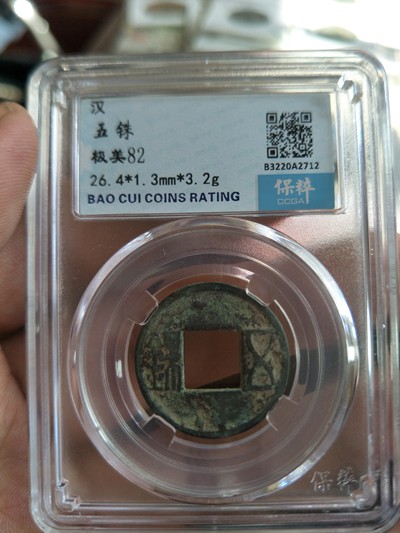 汉
五铢
极美82
26.4*1.3mm*3.2g
BAO CUI COINS RATING
B3220A2712
保粹
CCGA
五 銖
保粹